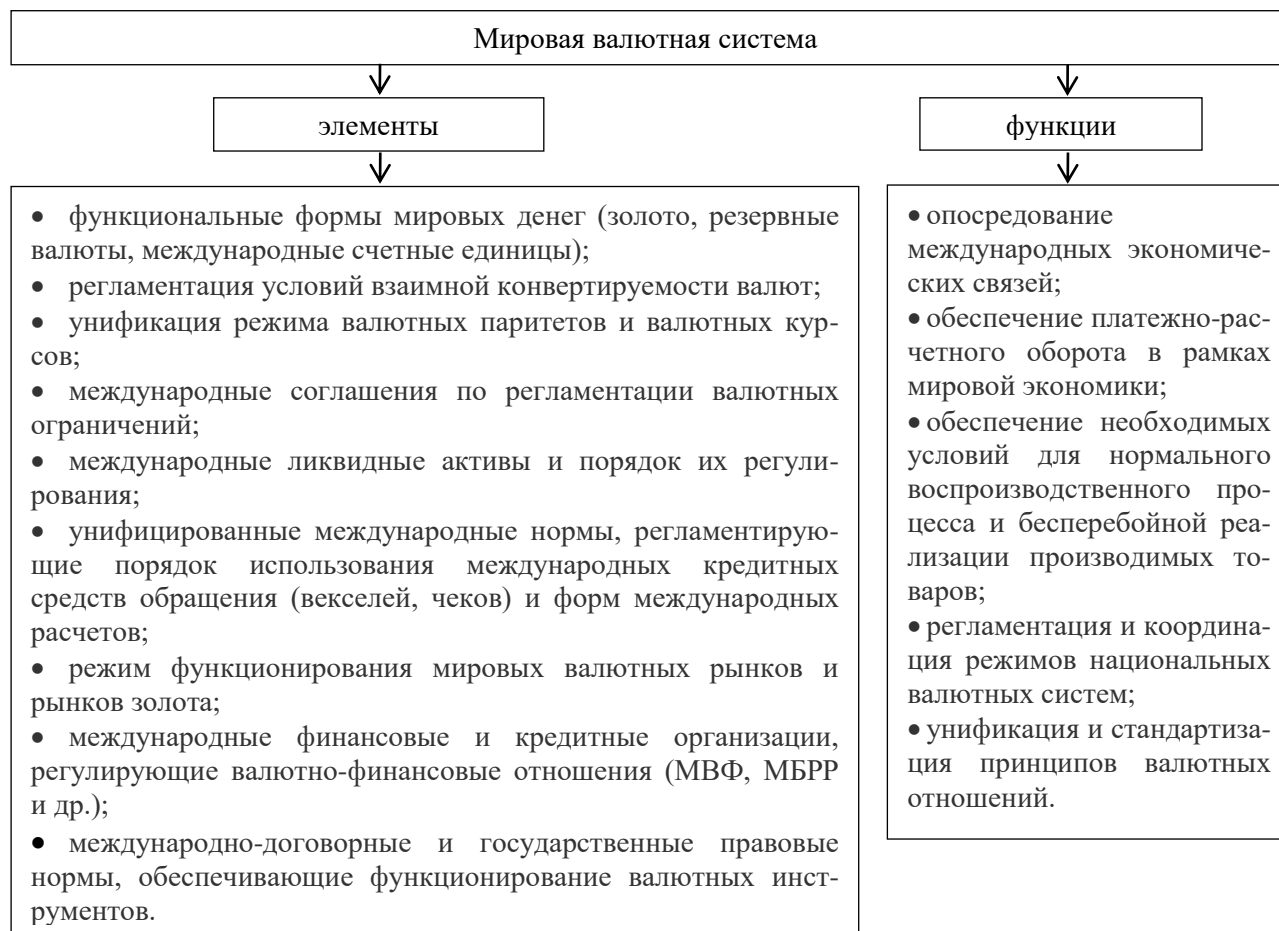 Мировая валютная система
элементы
функции
• функциональные формы мировых денег (золото, резервные
валюты, международные счетные единицы);
• регламентация условий взаимной конвертируемости валют;
• унификация режима валютных паритетов и валютных кур-
сов;
• международные соглашения по регламентации валютных
ограничений;
• международные ликвидные активы и порядок их регули-
рования;
• унифицированные международные нормы, регламентирую-
щие порядок использования международных кредитных
средств обращения (векселей, чеков) и форм международных
расчетов;
• режим функционирования мировых валютных рынков и
рынков золота;
• международные финансовые и кредитные организации,
регулирующие валютно-финансовые отношения (МВФ, МБРР
и др.);
• международно-договорные и государственные правовые
нормы, обеспечивающие функционирование валютных инст-
рументов.
• опосредование
международных экономиче-
ских связей;
• обеспечение платежно-рас-
четного оборота в рамках
мировой экономики;
• обеспечение необходимых
условий для нормального
воспроизводственного про-
цесса и бесперебойной реа-
лизации производимых то-
варов;
• регламентация и координа-
ция режимов национальных
валютных систем;
• унификация и стандартиза-
ция принципов валютных
отношений.